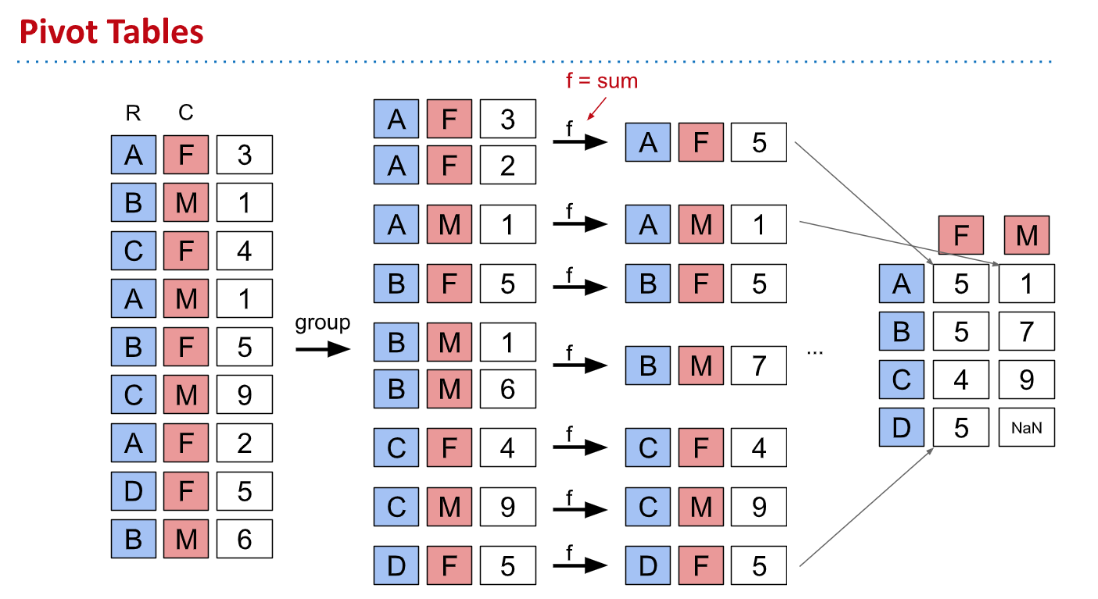 Pivot Tables
f = sum
R C
A F 3
B M 1
C F 4
A M 1
B F 5
C M 9
A F 2
D F 5
B M 6
group
A F 3
A F 2
A M 1
B F 5
B M 1
B M 6
C F 4
C M 9
D F 5
f
f
f
f
f
f
f
A F 5
A M 1
B F 5
B M 7
C F 4
C M 9
D F 5
...
F M
A 5 1
B 5 7
C 4 9
D 5 NaN